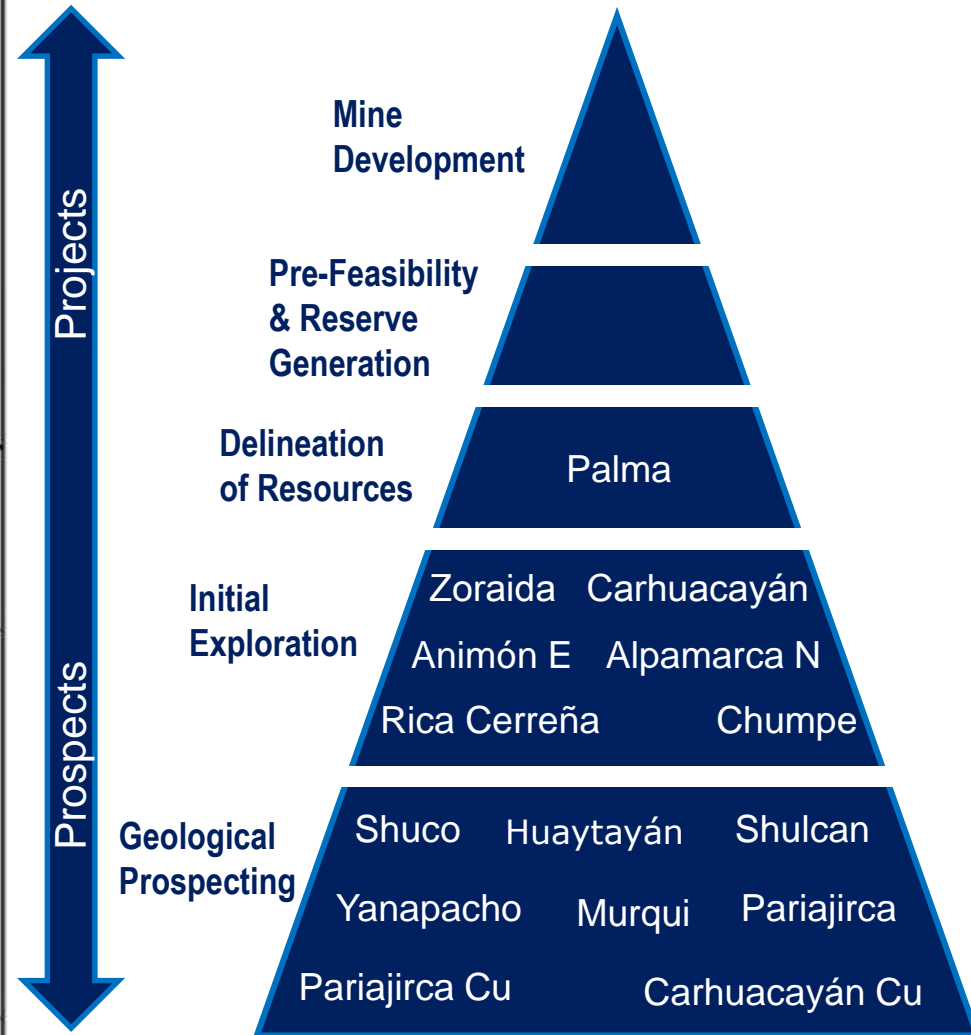 Projects
Prospects
Mine
Development
Pre-Feasibility
& Reserve
Generation
Delineation
of Resources
Palma
Initial
Exploration
Zoraida Carhuacayán
Animón E Alpamarca N
Rica Cerreña Chumpe
Geological
Prospecting
Shuco Huaytayán Shulcan
Yanapacho Murqui Pariajirca
Pariajirca Cu Carhuacayán Cu